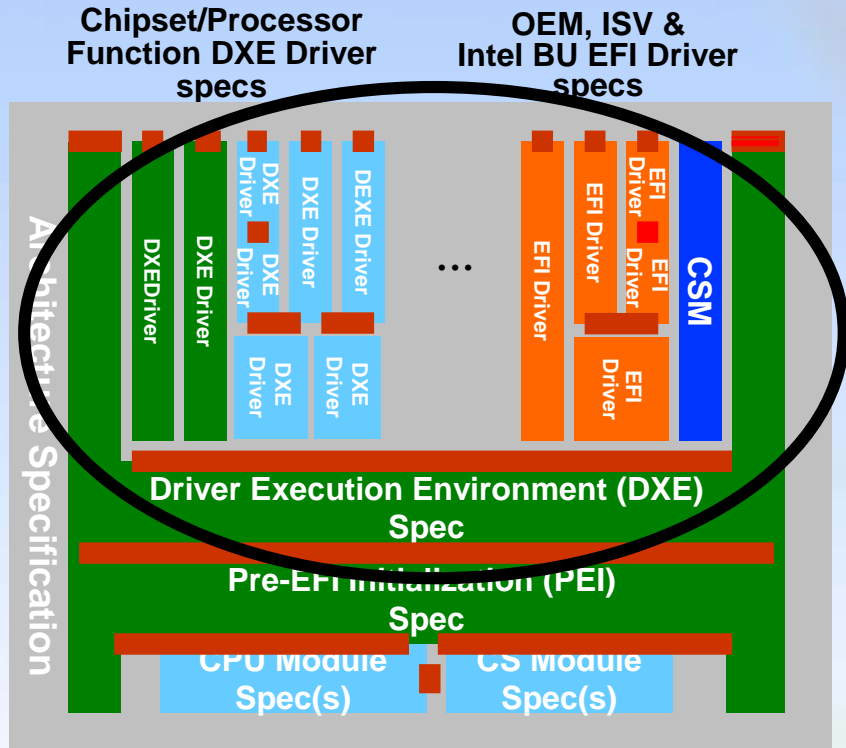 Chipset/Processor
Function DXE Driver
specs
OEM, ISV &
Intel BU EFI Driver
specs
Architecture Specification
DXEDriver
DXE Driver
DXE
Driver
DXE
Driver
DXE Driver
DEXE Driver
DXE
Driver
DXE
Driver
...
EFI Driver
EFI Driver
EFI
Driver
EFI
Driver
EFI
Driver
CSM
Driver Execution Environment (DXE)
Spec
Pre-EFI Initialization (PEI)
Spec
CPU Module
Spec(s)
CS Module
Spec(s)